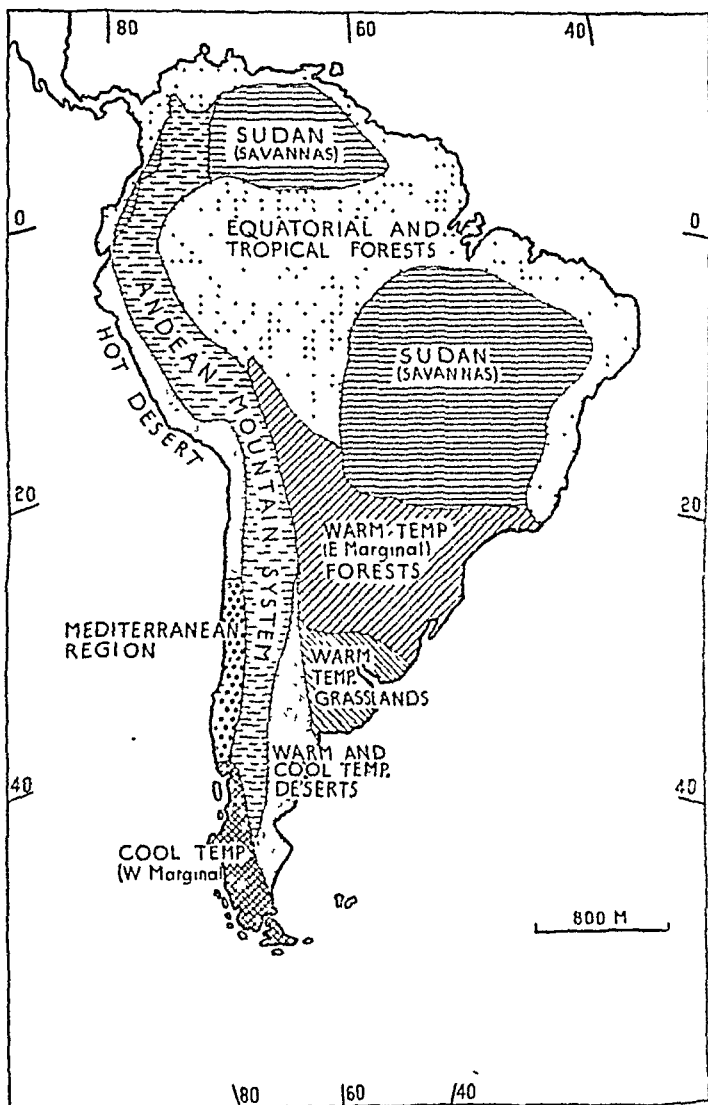 80 60 40
SUDAN
(SAVANNAS)
0 0
EQUATORIAL AND
TROPICAL FORESTS
ANDEAN MOUNTAIN SYSTEM
HOT DESERT
SUDAN
(SAVANNAS)
20 20
WARM-TEMP
(E Marginal)
FORESTS
MEDITERRANEAN
REGION
WARM
TEMP.
GRASSLANDS
WARM AND
COOL TEMP.
DESERTS
40 40
COOL TEMP
(W Marginal)
800 M
80 60 40